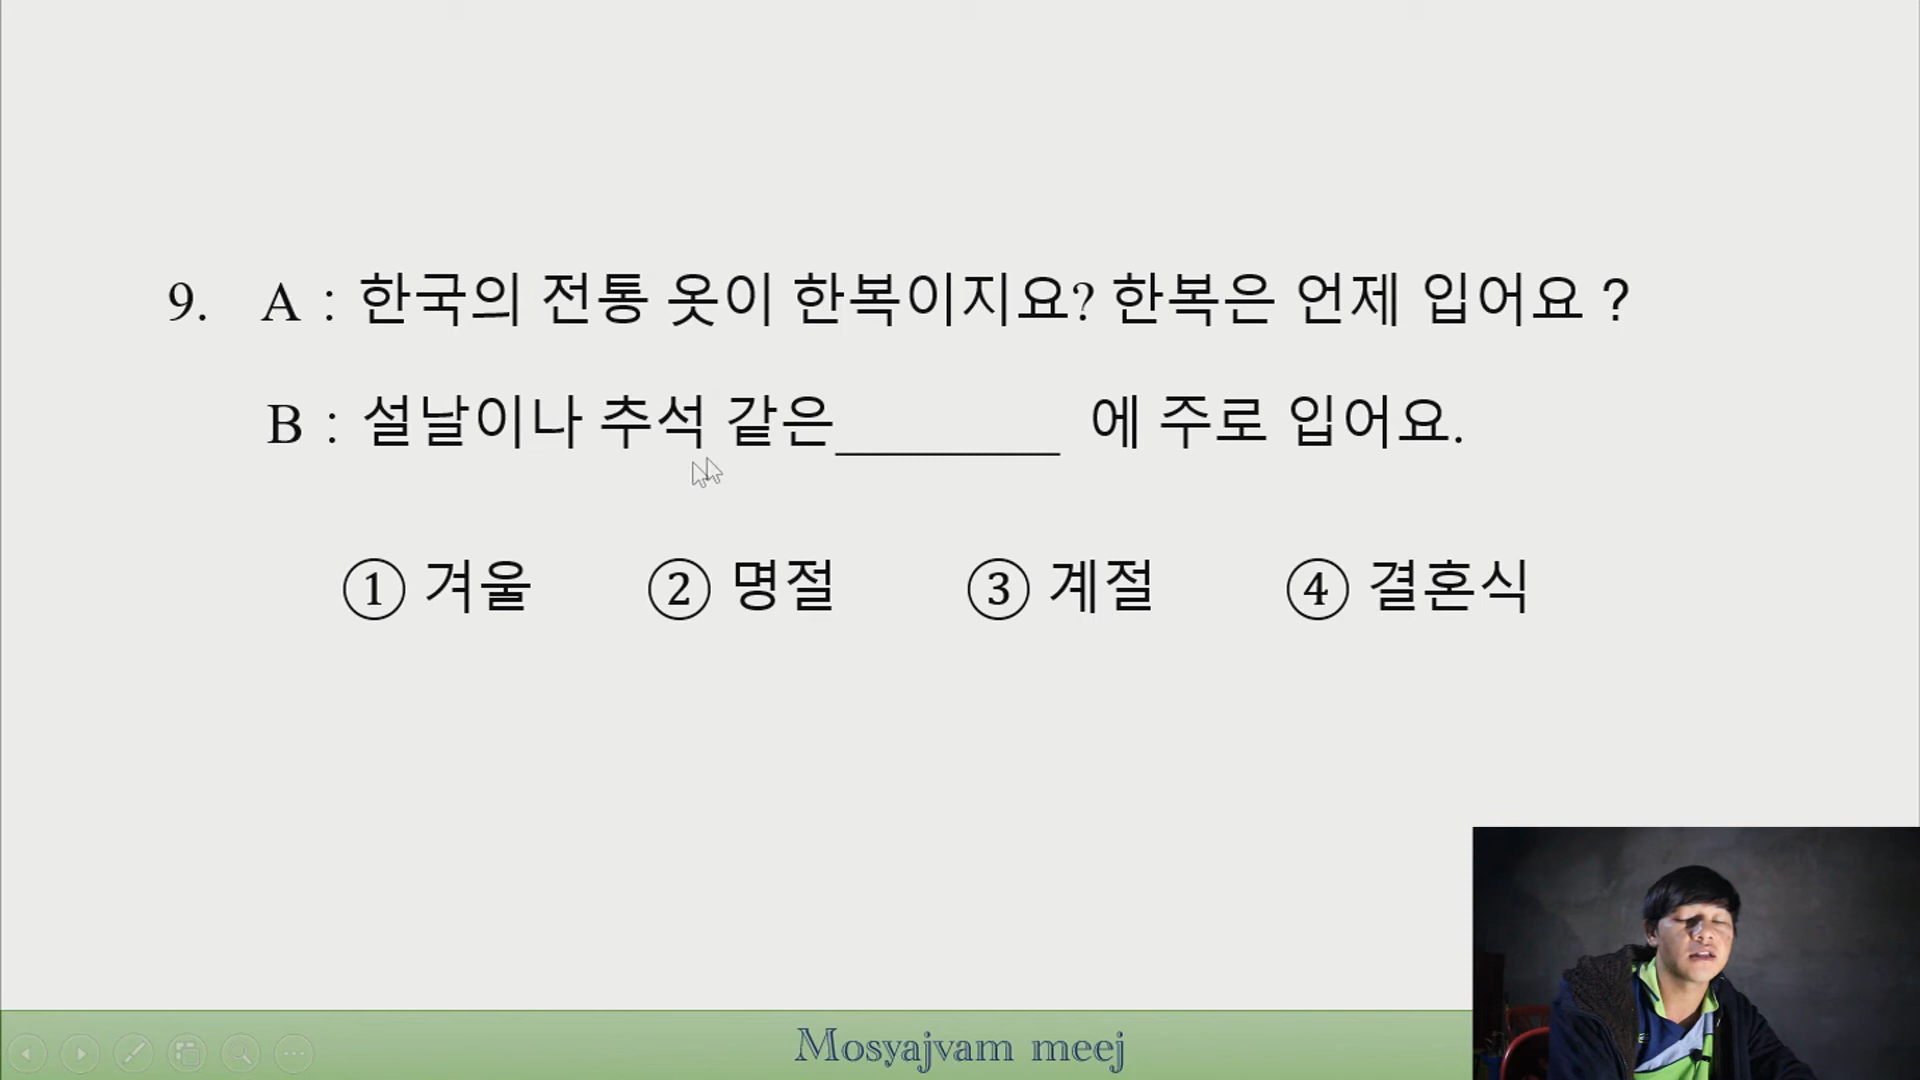 9. A : 한국의 전통 옷이 한복이지요? 한복은 언제 입어요 ?
B : 설날이나 추석 같은________ 에 주로 입어요.
① 겨울 ② 명절 ③ 계절 ④ 결혼식
Mosyajvam meej